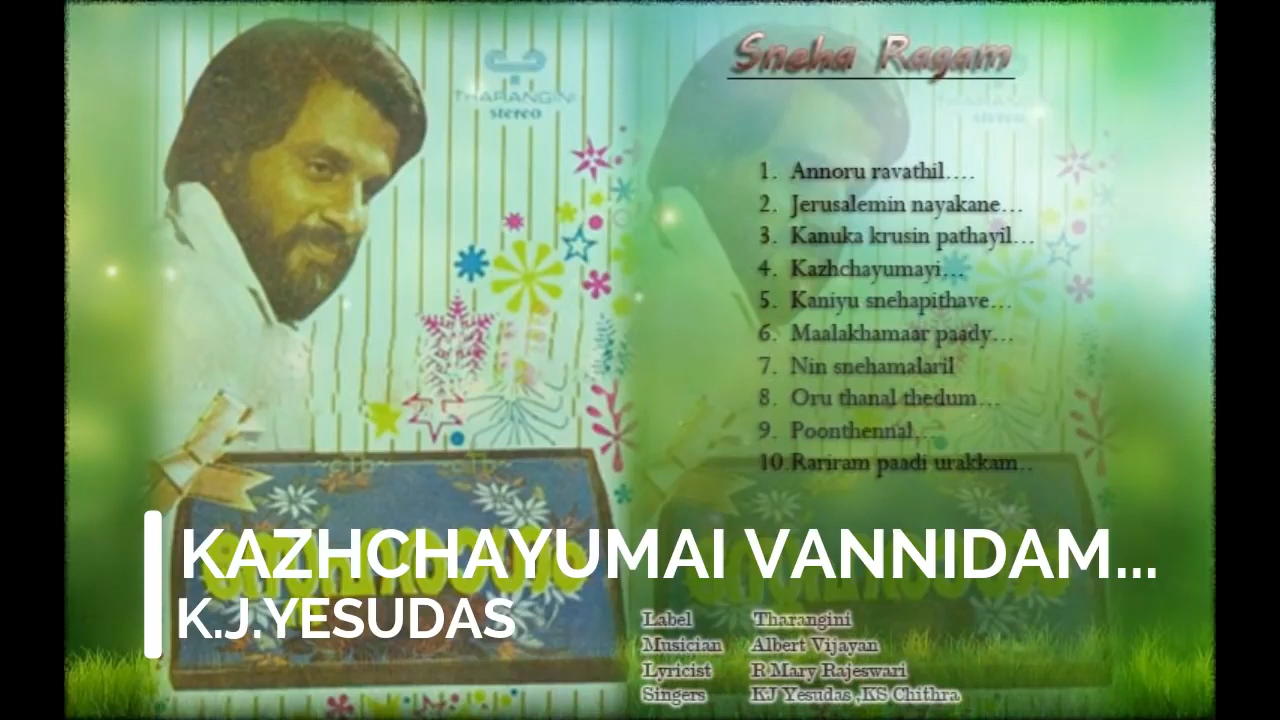 THARANGINI
stereo
Sneha Ragam
1. Annoru ravathil....
2. Jerusalemin nayakane...
3. Kanuka krusin pathayil...
4. Kazhchayumayi...
5. Kaniyu snehapithave...
6. Maalakhamaar paady...
7. Nin snehamalaril
8. Oru thanal thedum...
9. Poonthennal...
10.Rariram paadi urakkam..
KAZHCHAYUMAI VANNIDAM...
K.J.YESUDAS
Label Tharangini
Musician Albert Vijayan
Lyricist R Mary Rajeswari
Singers KJ Yesudas ,KS Chithra